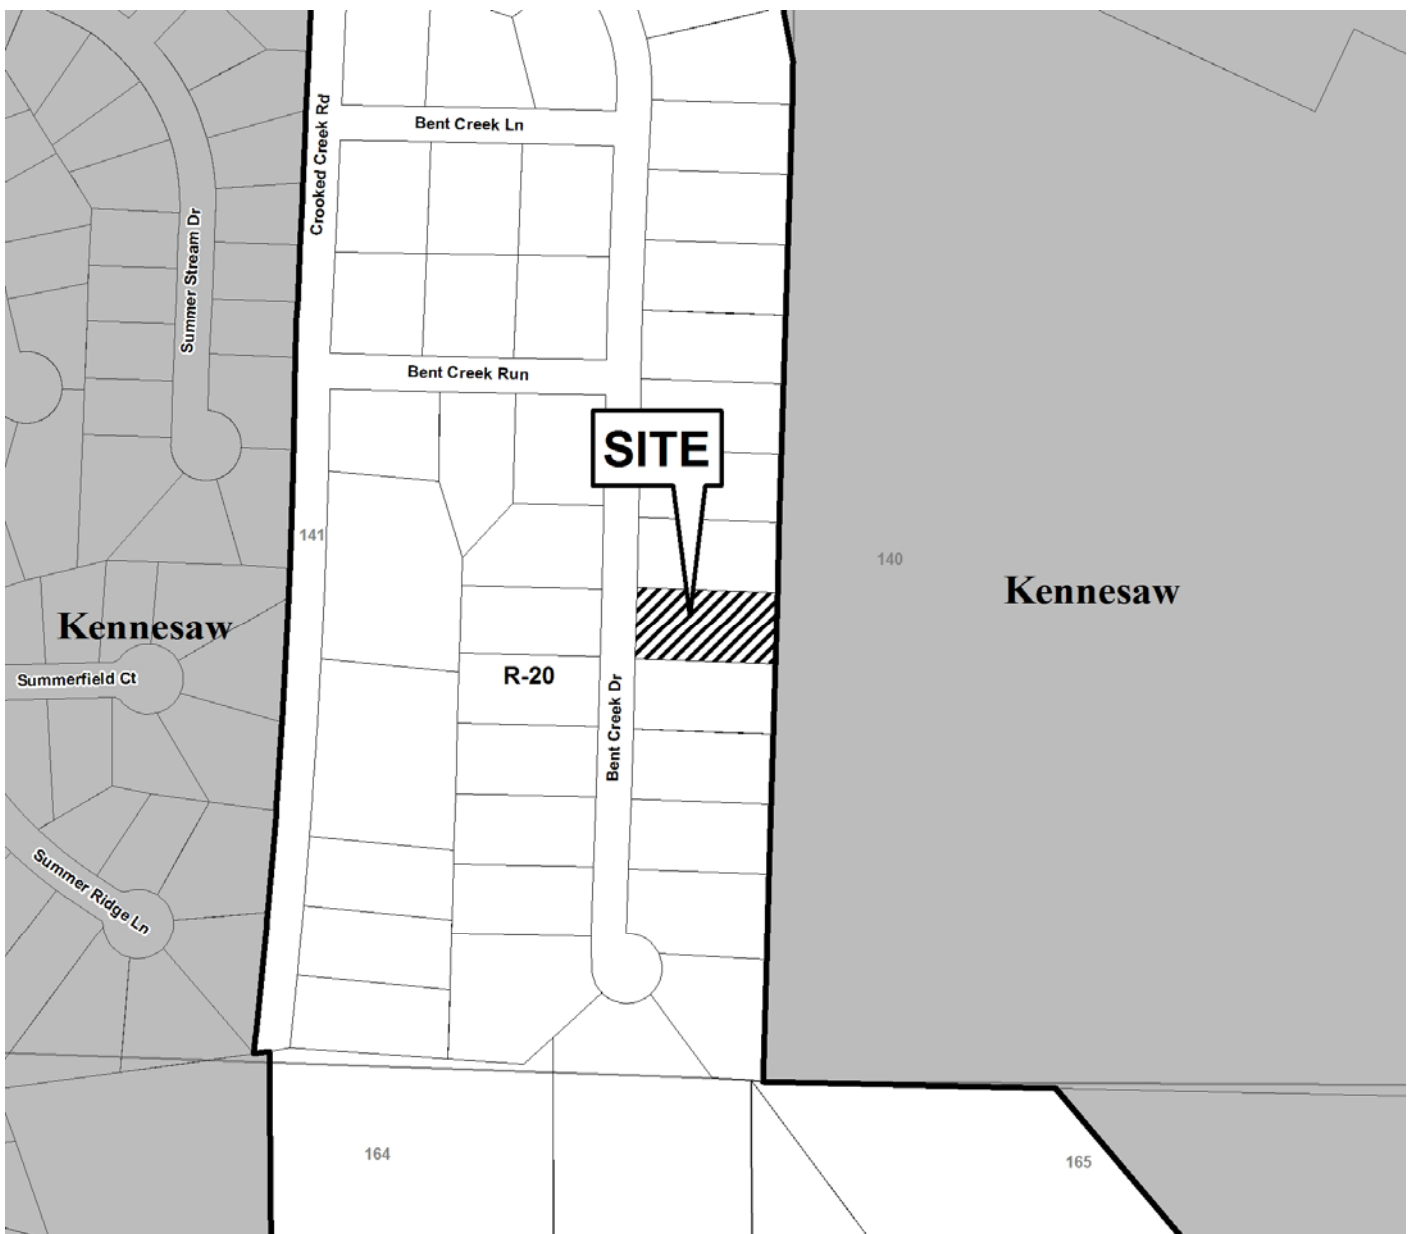 Crooked Creek Rd
Bent Creek Ln
Summer Stream Dr
Bent Creek Run
SITE
141
140
Kennesaw
Kennesaw
Summerfield Ct
R-20
Bent Creek Dr
Summer Ridge Ln
164
165